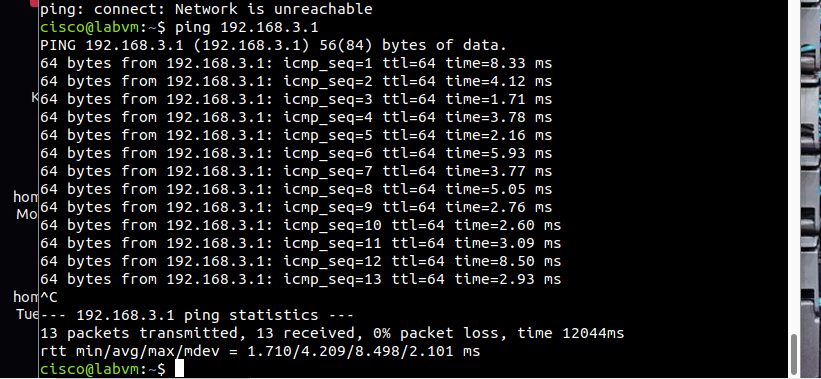 ping: connect: Network is unreachable
cisco@labvm:~$ ping 192.168.3.1
PING 192.168.3.1 (192.168.3.1) 56(84) bytes of data.
64 bytes from 192.168.3.1: icmp_seq=1 ttl=64 time=8.33 ms
64 bytes from 192.168.3.1: icmp_seq=2 ttl=64 time=4.12 ms
64 bytes from 192.168.3.1: icmp_seq=3 ttl=64 time=1.71 ms
64 bytes from 192.168.3.1: icmp_seq=4 ttl=64 time=3.78 ms
64 bytes from 192.168.3.1: icmp_seq=5 ttl=64 time=2.16 ms
64 bytes from 192.168.3.1: icmp_seq=6 ttl=64 time=5.93 ms
64 bytes from 192.168.3.1: icmp_seq=7 ttl=64 time=3.77 ms
64 bytes from 192.168.3.1: icmp_seq=8 ttl=64 time=5.05 ms
64 bytes from 192.168.3.1: icmp_seq=9 ttl=64 time=2.76 ms
64 bytes from 192.168.3.1: icmp_seq=10 ttl=64 time=2.60 ms
64 bytes from 192.168.3.1: icmp_seq=11 ttl=64 time=3.09 ms
64 bytes from 192.168.3.1: icmp_seq=12 ttl=64 time=8.50 ms
64 bytes from 192.168.3.1: icmp_seq=13 ttl=64 time=2.93 ms
^C
--- 192.168.3.1 ping statistics ---
13 packets transmitted, 13 received, 0% packet loss, time 12044ms
rtt min/avg/max/mdev = 1.710/4.209/8.498/2.101 ms
cisco@labvm:~$